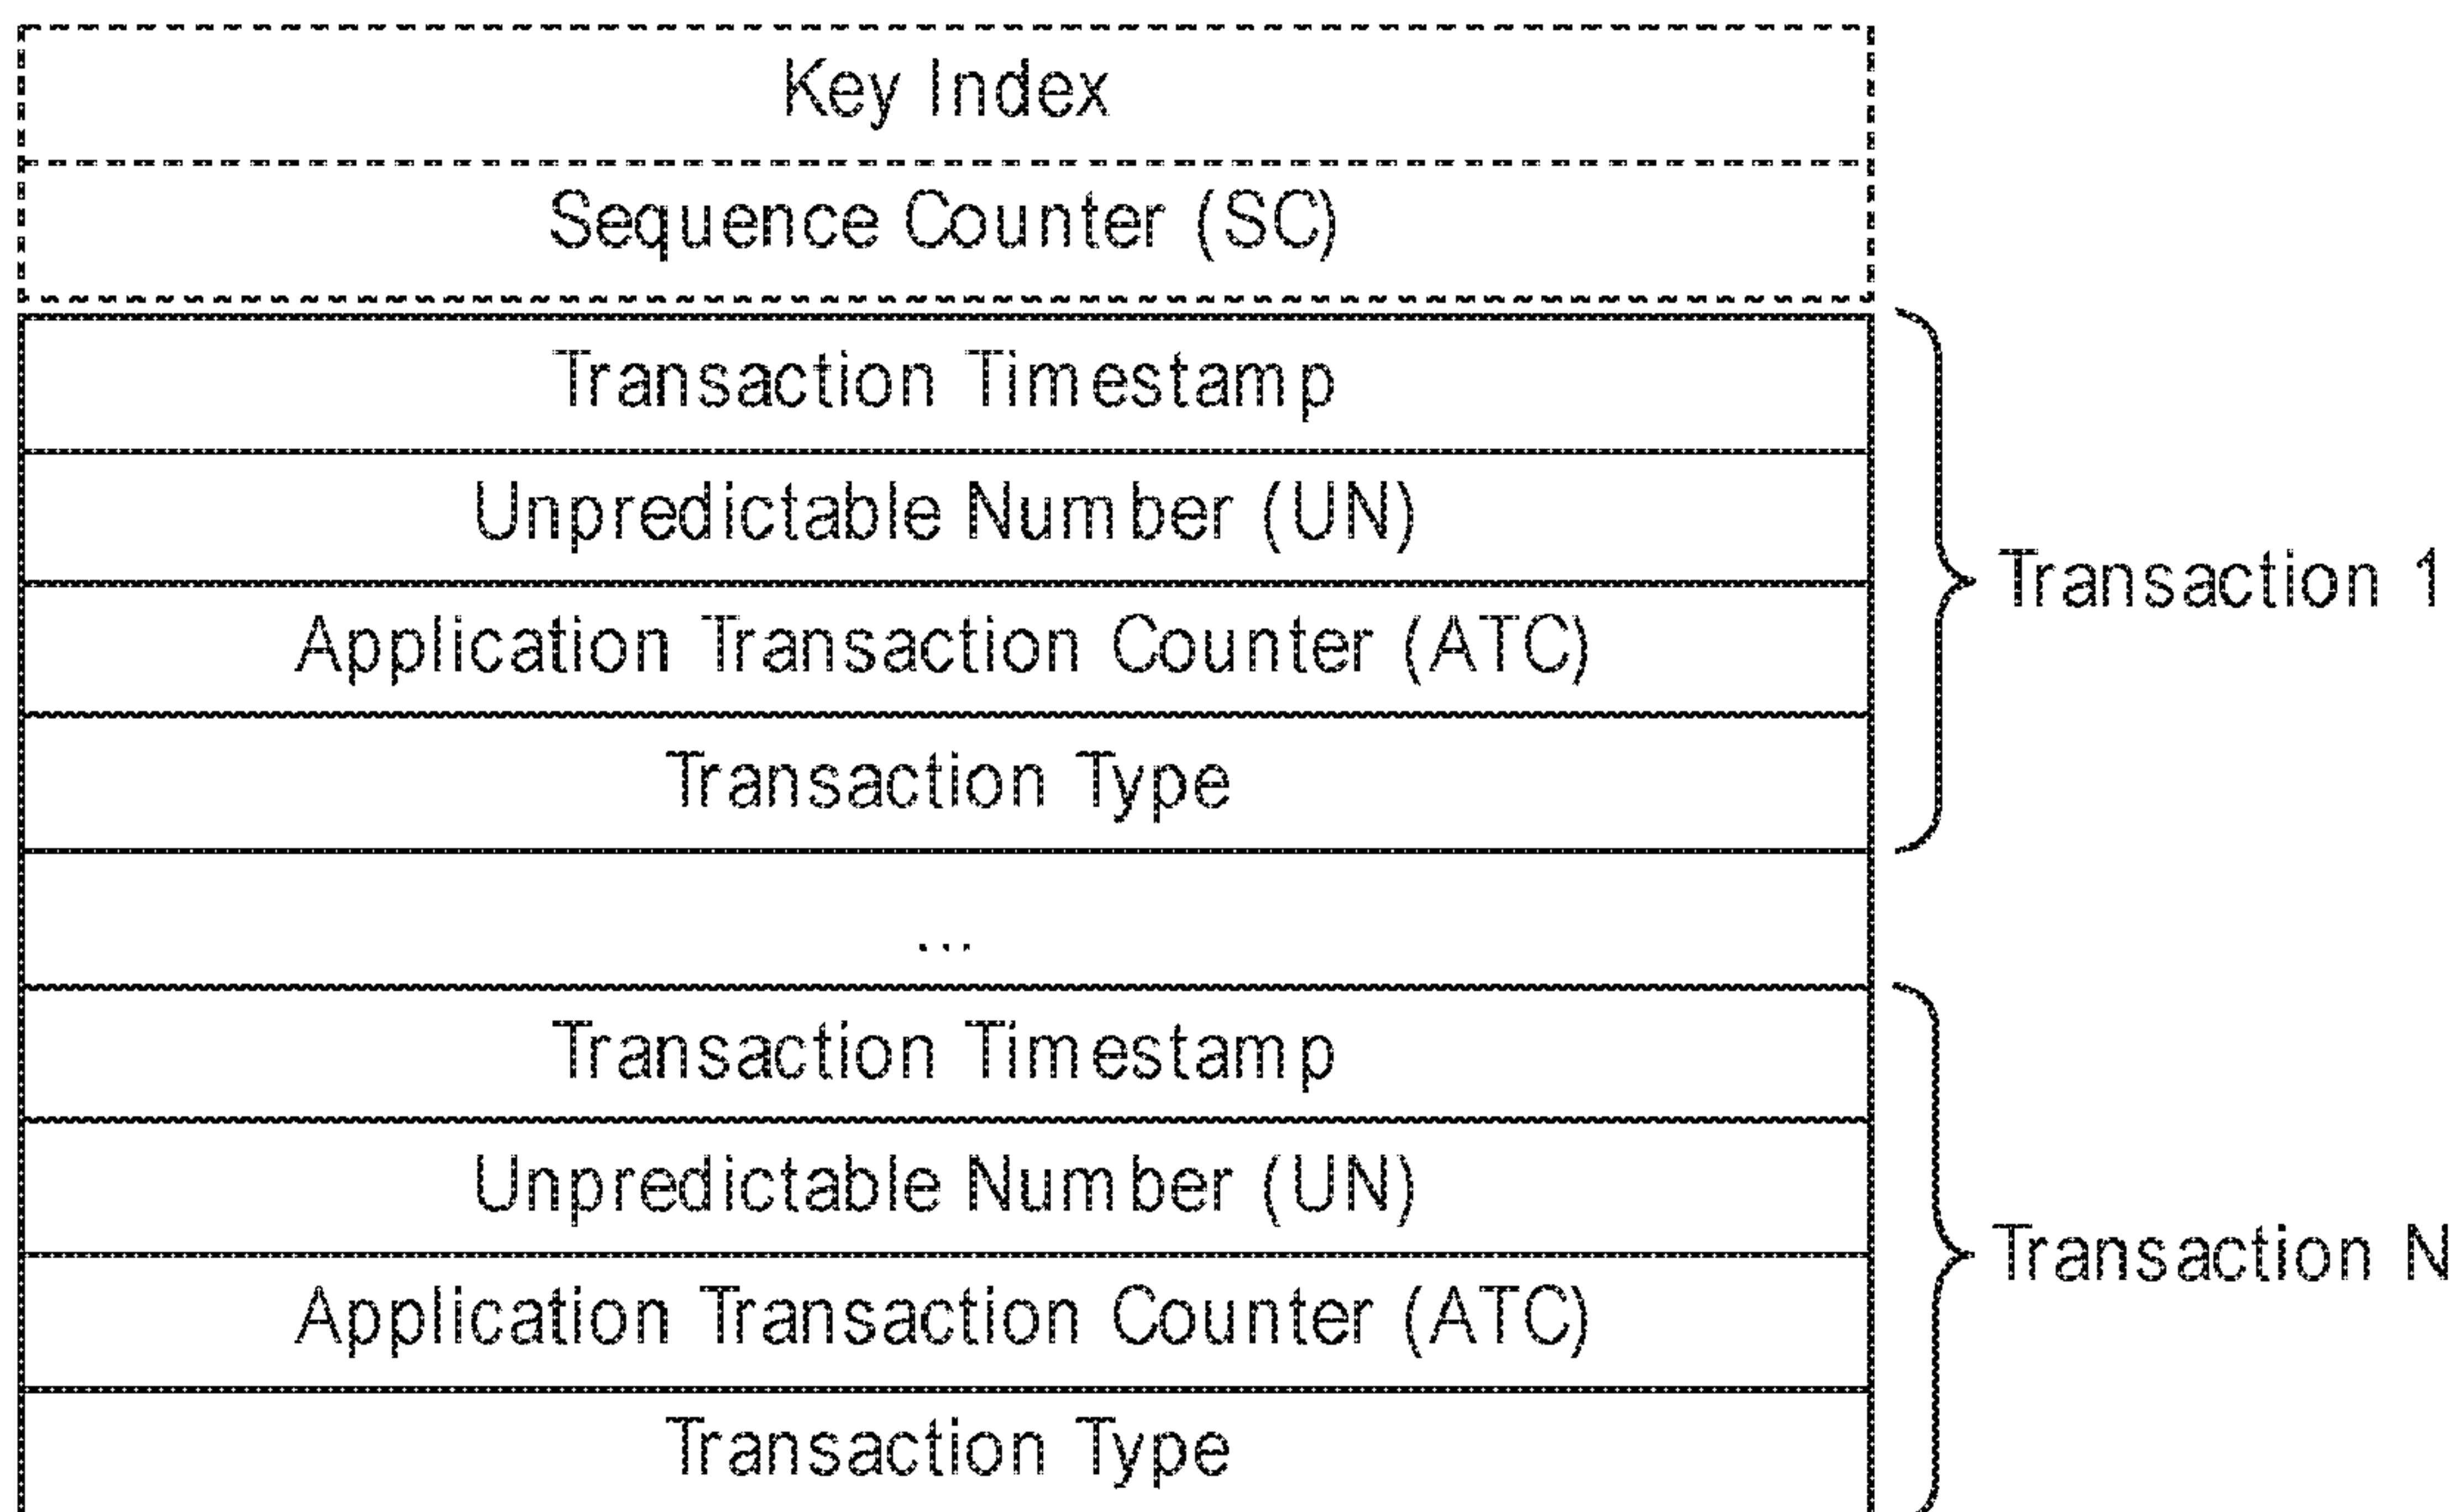 Key Index
Sequence Counter (SC)
Transaction Timestamp
Unpredictable Number (UN)
Application Transaction Counter (ATC)
Transaction Type
Transaction 1
...
Transaction Timestamp
Unpredictable Number (UN)
Application Transaction Counter (ATC)
Transaction Type
Transaction N